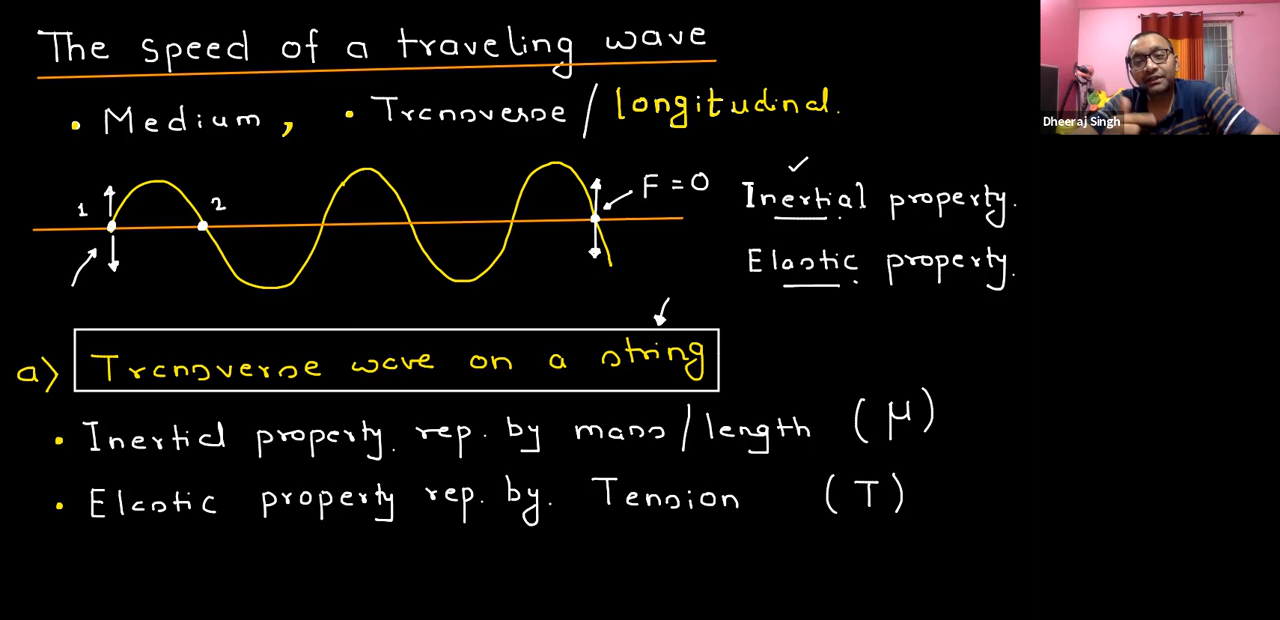 The speed of a traveling wave
• Medium, • Transverse / longitudinal.
Dheeraj Singh
1 2 F = 0
Inertial property.
Elastic property.
a) Transverse wave on a string
• Inertial property. rep. by mass/length (μ)
• Elastic property rep. by. Tension (T)